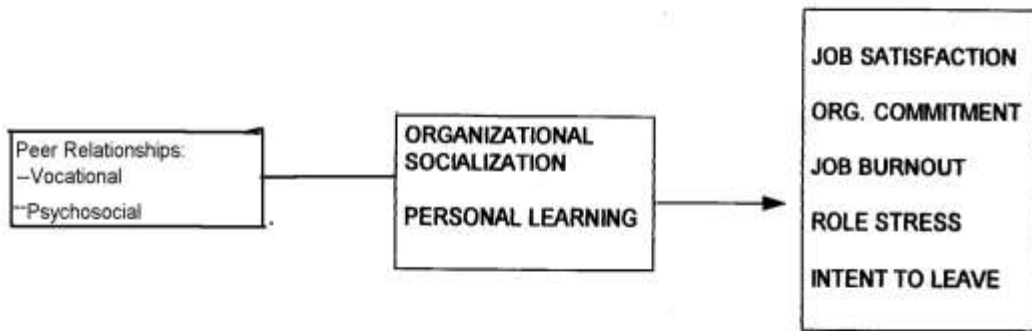 Peer Relationships:
--Vocational
--Psychosocial
ORGANIZATIONAL
SOCIALIZATION
PERSONAL LEARNING
JOB SATISFACTION
ORG. COMMITMENT
JOB BURNOUT
ROLE STRESS
INTENT TO LEAVE